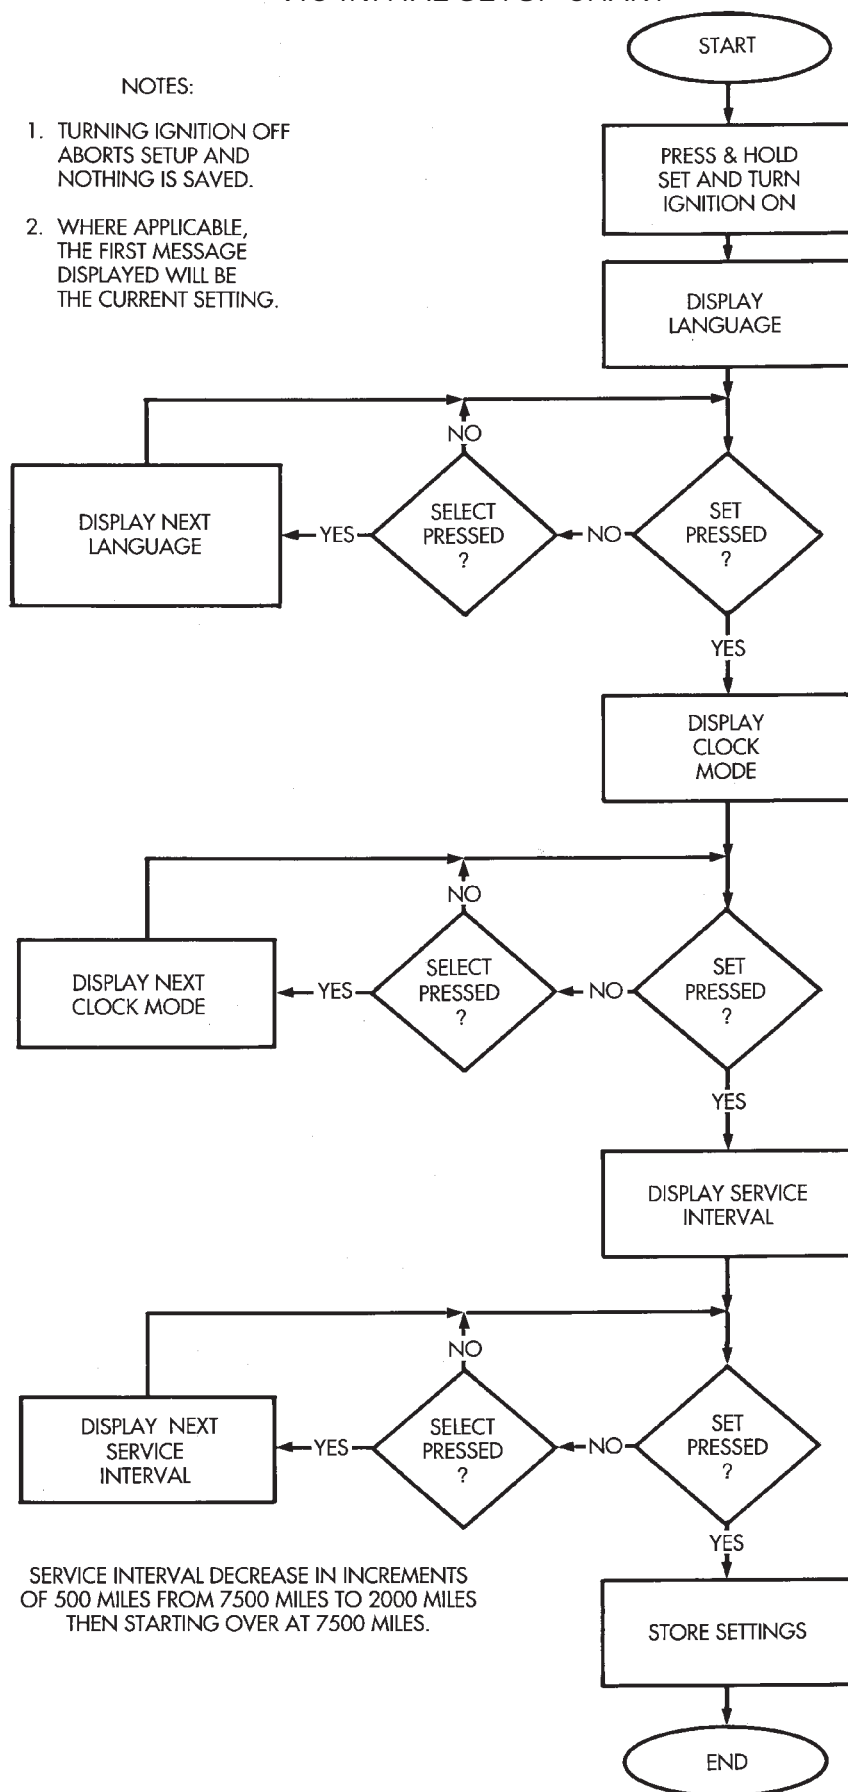 INITIAL SETUP CHART
START
NOTES:
1. TURNING IGNITION OFF
ABORTS SETUP AND
NOTHING IS SAVED.
2. WHERE APPLICABLE,
THE FIRST MESSAGE
DISPLAYED WILL BE
THE CURRENT SETTING.
PRESS & HOLD
SET AND TURN
IGNITION ON
DISPLAY
LANGUAGE
NO
DISPLAY NEXT
LANGUAGE
YES
SELECT
PRESSED
?
NO
SET
PRESSED
?
YES
DISPLAY
CLOCK
MODE
NO
DISPLAY NEXT
CLOCK MODE
YES
SELECT
PRESSED
?
NO
SET
PRESSED
?
YES
DISPLAY SERVICE
INTERVAL
NO
DISPLAY NEXT
SERVICE
INTERVAL
YES
SELECT
PRESSED
?
NO
SET
PRESSED
?
YES
SERVICE INTERVAL DECREASE IN INCREMENTS
OF 500 MILES FROM 7500 MILES TO 2000 MILES
THEN STARTING OVER AT 7500 MILES.
STORE SETTINGS
END